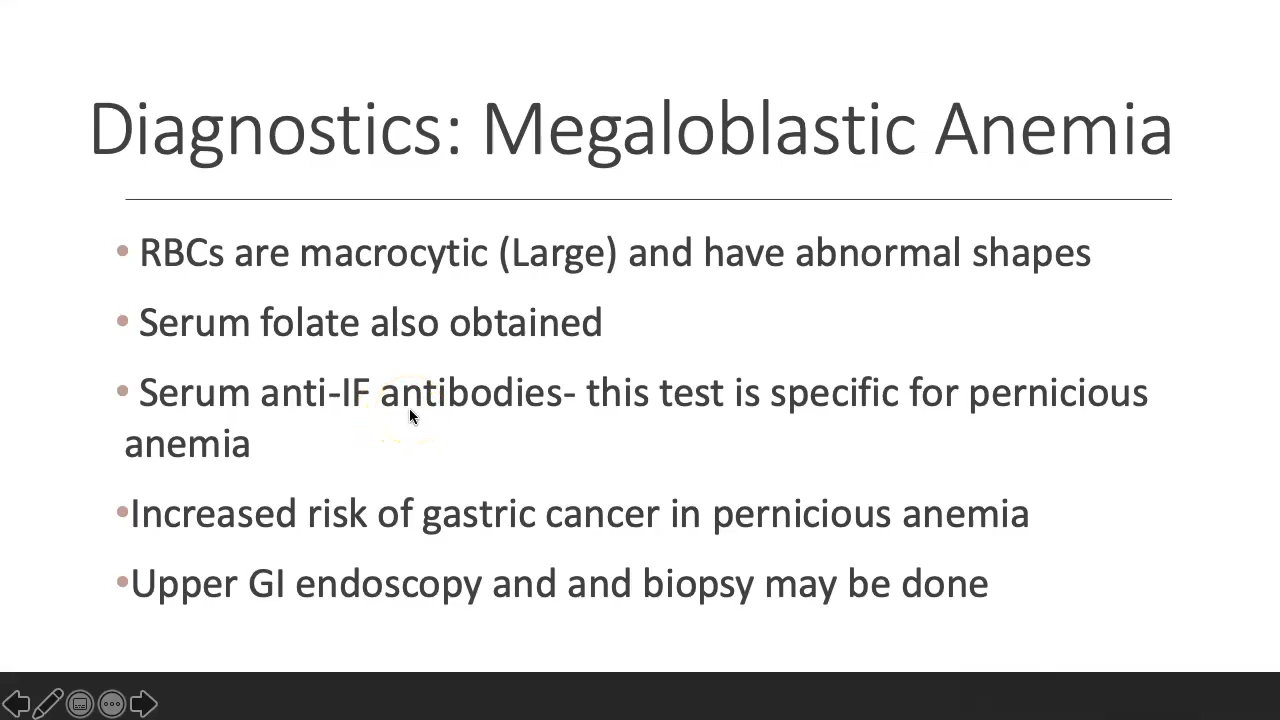 Diagnostics: Megaloblastic Anemia
• RBCs are macrocytic (Large) and have abnormal shapes
• Serum folate also obtained
• Serum anti-IF antibodies- this test is specific for pernicious
anemia
•Increased risk of gastric cancer in pernicious anemia
•Upper GI endoscopy and and biopsy may be done